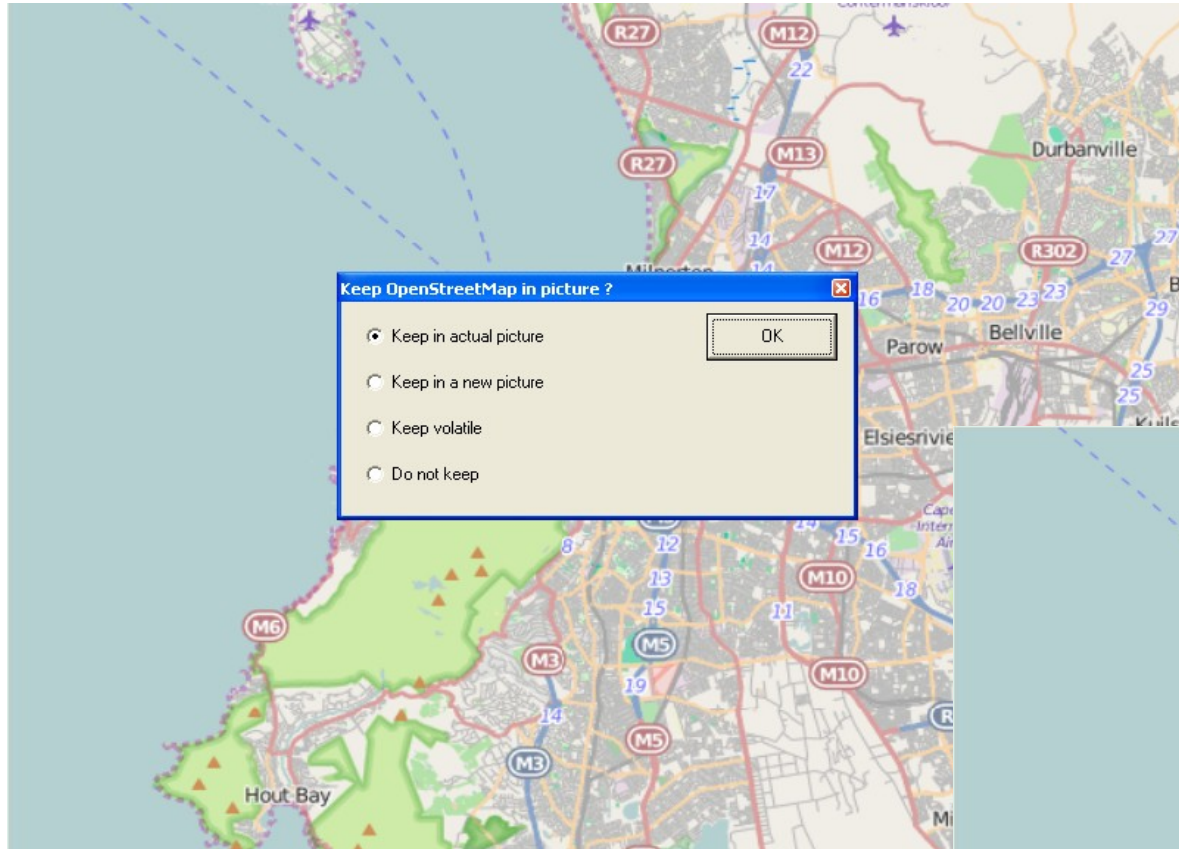 R27
M12
22
R27
M13
Durbanville
17
14
M12
R302
27
27
14
16
18
20
20
23
23
29
Keep OpenStreetMap in picture ?
Keep in actual picture
OK
Keep in a new picture
Keep volatile
Do not keep
Parow
Bellville
25
25
8
12
14
15
16
13
M10
18
15
11
M6
M5
M3
M10
19
14
M5
M3
Hout Bay